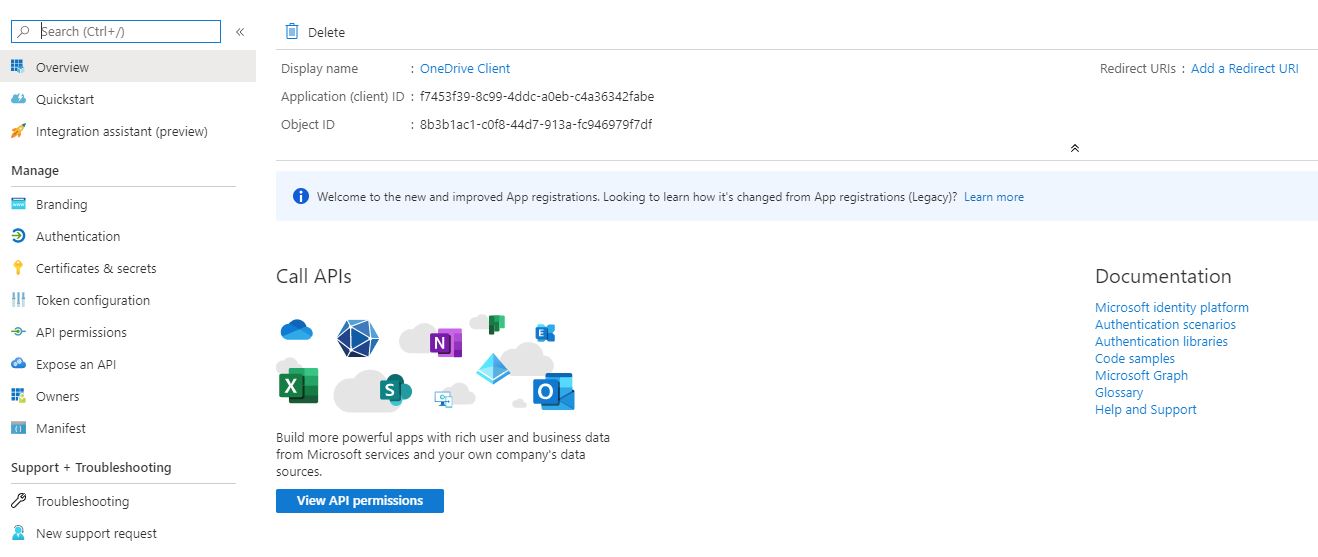 Search (Ctrl+/)
«
Overview
Quickstart
Integration assistant (preview)
Manage
Branding
Authentication
Certificates & secrets
Token configuration
API permissions
Expose an API
Owners
Manifest
Support + Troubleshooting
Troubleshooting
New support request
Delete
Display name : OneDrive Client
Application (client) ID : f7453f39-8c99-4ddc-a0eb-c4a36342fabe
Object ID : 8b3b1ac1-c0f8-44d7-913a-fc946979f7df
Redirect URIs : Add a Redirect URI
Welcome to the new and improved App registrations. Looking to learn how it's changed from App registrations (Legacy)? Learn more
Call APIs
N
E
X
S
O
Build more powerful apps with rich user and business data
from Microsoft services and your own company's data
sources.
View API permissions
Documentation
Microsoft identity platform
Authentication scenarios
Authentication libraries
Code samples
Microsoft Graph
Glossary
Help and Support